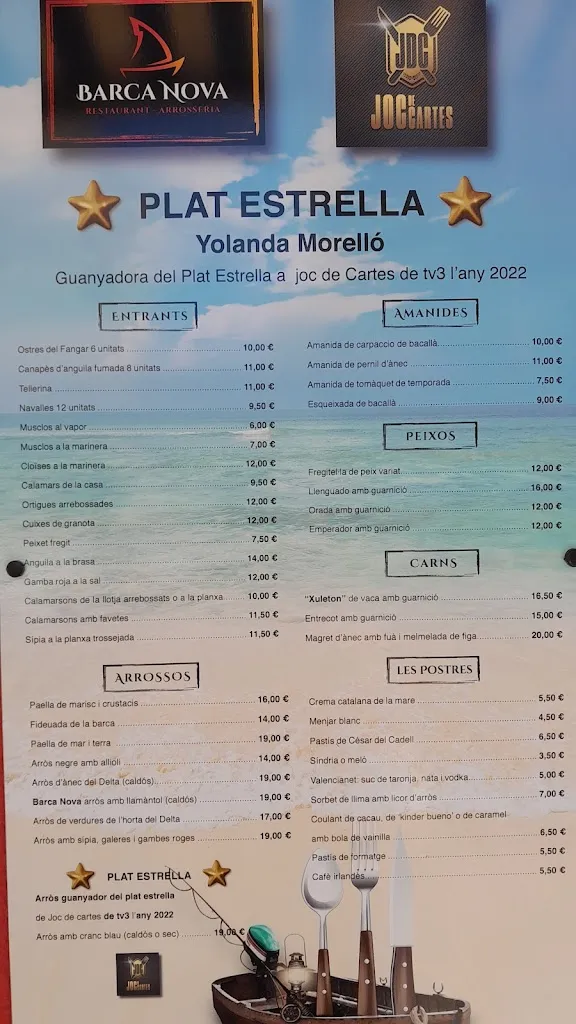 BARCA NOVA
RESTAURANT - ARROSSERIA
JDC
JOC DE CARTES
PLAT ESTRELLA
Yolanda Morelló
Guanyadora del Plat Estrella a joc de Cartes de tv3 l'any 2022
ENTRANTS
Ostres del Fangar 6 unitats 10,00 €
Canapès d'anguila fumada 8 unitats 11,00 €
Tellerina 11,00 €
Navalles 12 unitats 9,50 €
Musclos al vapor 6,00 €
Musclos a la marinera 7,00 €
Cloïses a la marinera 12,00 €
Calamars de la casa 9,50 €
Ortigues arrebossades 12,00 €
Cuixes de granota 12,00 €
Peixet fregit 7,50 €
Anguila a la brasa 14,00 €
Gamba roja a la sal 12,00 €
Calamarsons de la llotja arrebossats o a la planxa 10,00 €
Calamarsons amb favetes 11,50 €
Sípia a la planxa trossejada 11,50 €
AMANIDES
Amanida de carpaccio de bacallà 10,00 €
Amanida de pernil d'ànec 11,00 €
Amanida de tomàquet de temporada 7,50 €
Esqueixada de bacallà 9,00 €
PEIXOS
Fregitel·la de peix variat 12,00 €
Llenguado amb guarnició 16,00 €
Orada amb guarnició 12,00 €
Emperador amb guarnició 12,00 €
CARNS
"Xuleton" de vaca amb guarnició 16,50 €
Entrecot amb guarnició 15,00 €
Magret d'ànec amb fuà i melmelada de figa 20,00 €
ARROSSOS
Paella de marisc i crustacis 16,00 €
Fideuada de la barca 14,00 €
Paella de mar i terra 19,00 €
Arròs negre amb allioli 14,00 €
Arròs d'ànec del Delta (caldós) 19,00 €
Barca Nova arròs amb llamàntol (caldós) 19,00 €
Arròs de verdures de l'horta del Delta 17,00 €
Arròs amb sípia, galeres i gambes roges 19,00 €
LES POSTRES
Crema catalana de la mare 5,50 €
Menjar blanc 4,50 €
Pastis de Cèsar del Cadell 6,50 €
Síndria o meló 3,50 €
Valencianet: suc de taronja, nata i vodka 5,00 €
Sorbet de llima amb licor d'arròs 7,00 €
Coulant de cacau, de 'kinder bueno' o de caramel
amb bola de vainilla 6,50 €
Pastís de formatge 5,50 €
Cafè irlandès 5,50 €
PLAT ESTRELLA
Arròs guanyador del plat estrella
de Joc de cartes de tv3 l'any 2022
Arròs amb cranc blau (caldós o sec) 19,00 €
JDC
JOC DE CARTES